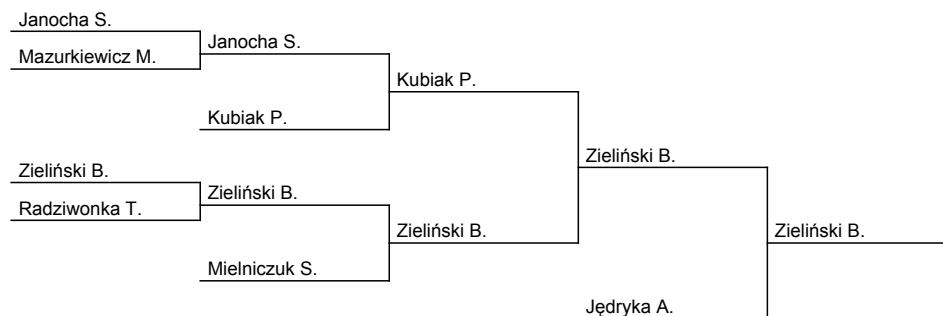 Janocha S.
Mazurkiewicz M.
Janocha S.
Kubiak P.
Kubiak P.
Zieliński B.
Radziwonka T.
Zieliński B.
Mielniczuk S.
Zieliński B.
Zieliński B.
Jędryka A.
Zieliński B.